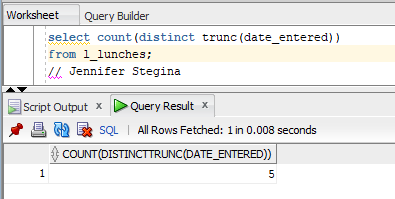 Worksheet Query Builder
select count(distinct trunc(date_entered))
from l_lunches;
// Jennifer Stegina
Script Output x Query Result x
SQL | All Rows Fetched: 1 in 0.008 seconds
COUNT(DISTINCTTRUNC(DATE_ENTERED))
1 5